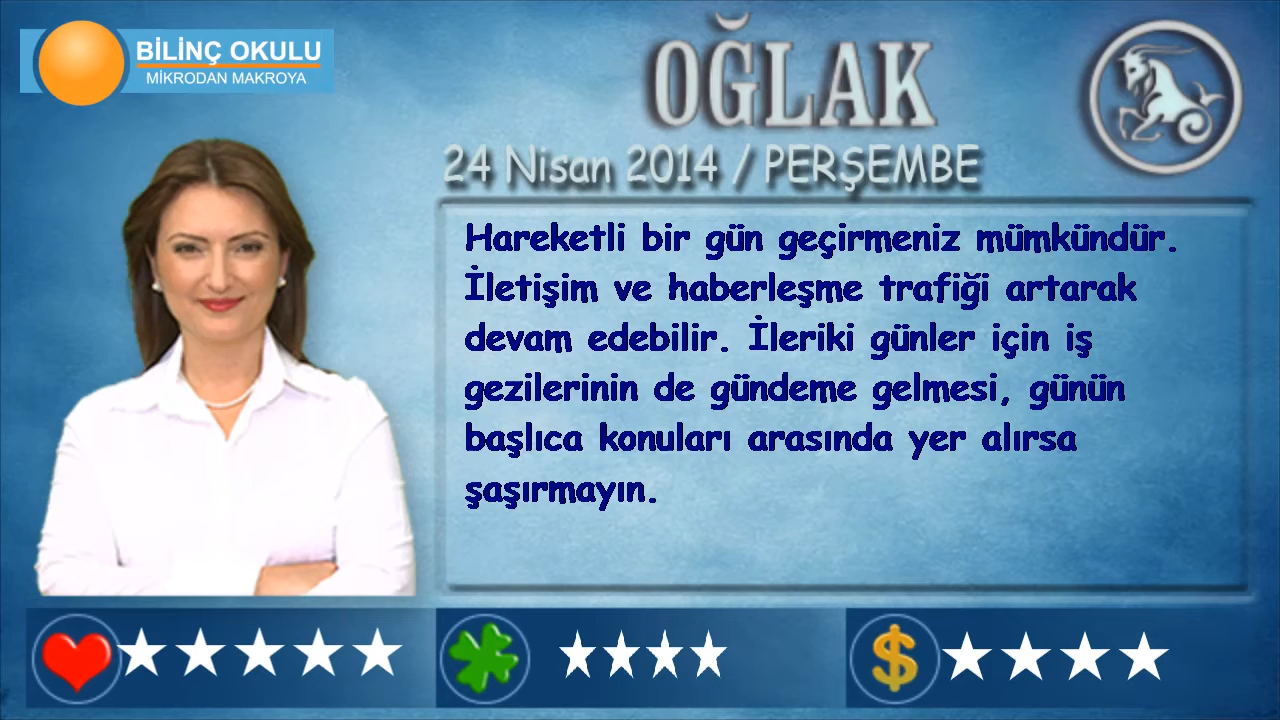 BİLİNÇ OKULU
MİKRODAN MAKROYA
OĞLAK
24 Nisan 2014 / PERŞEMBE
Hareketli bir gün geçirmeniz mümkündür.
İletişim ve haberleşme trafiği artarak
devam edebilir. İleriki günler için iş
gezilerinin de gündeme gelmesi, günün
başlıca konuları arasında yer alırsa
şaşırmayın.